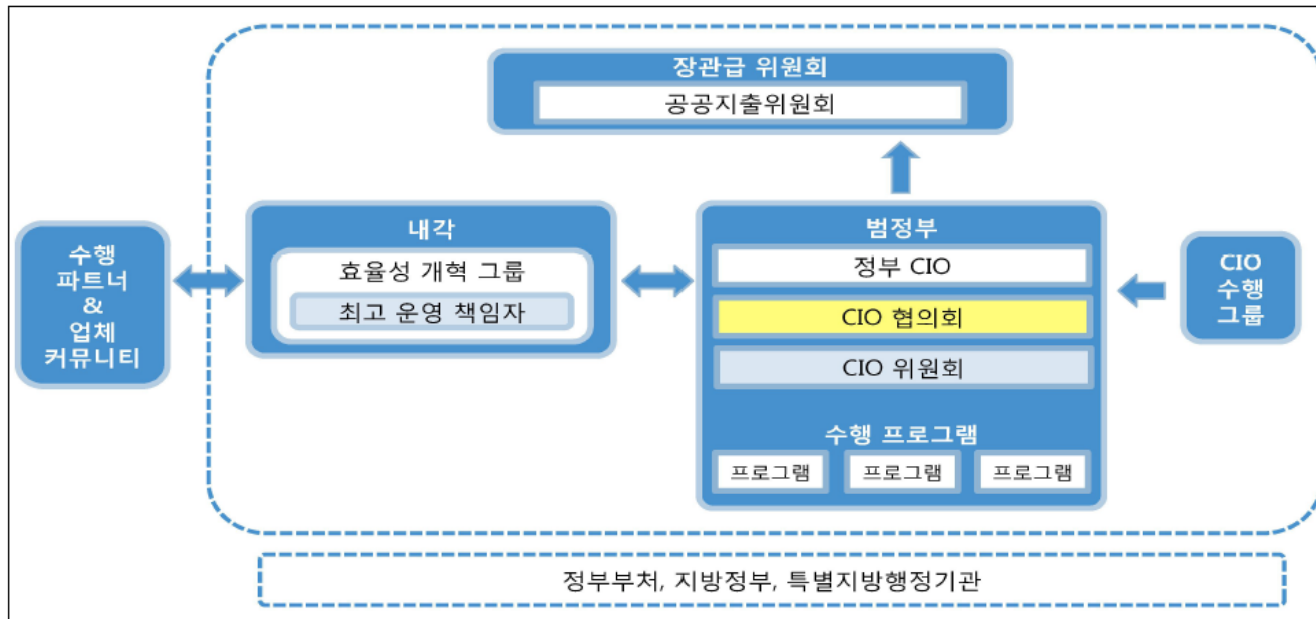 장관급 위원회
공공지출위원회
수행
파트너
&
업체
커뮤니티
내각
효율성 개혁 그룹
최고 운영 책임자
범정부
정부 CIO
CIO 협의회
CIO 위원회
수행 프로그램
프로그램
프로그램
프로그램
CIO
수행
그룹
정부부처, 지방정부, 특별지방행정기관